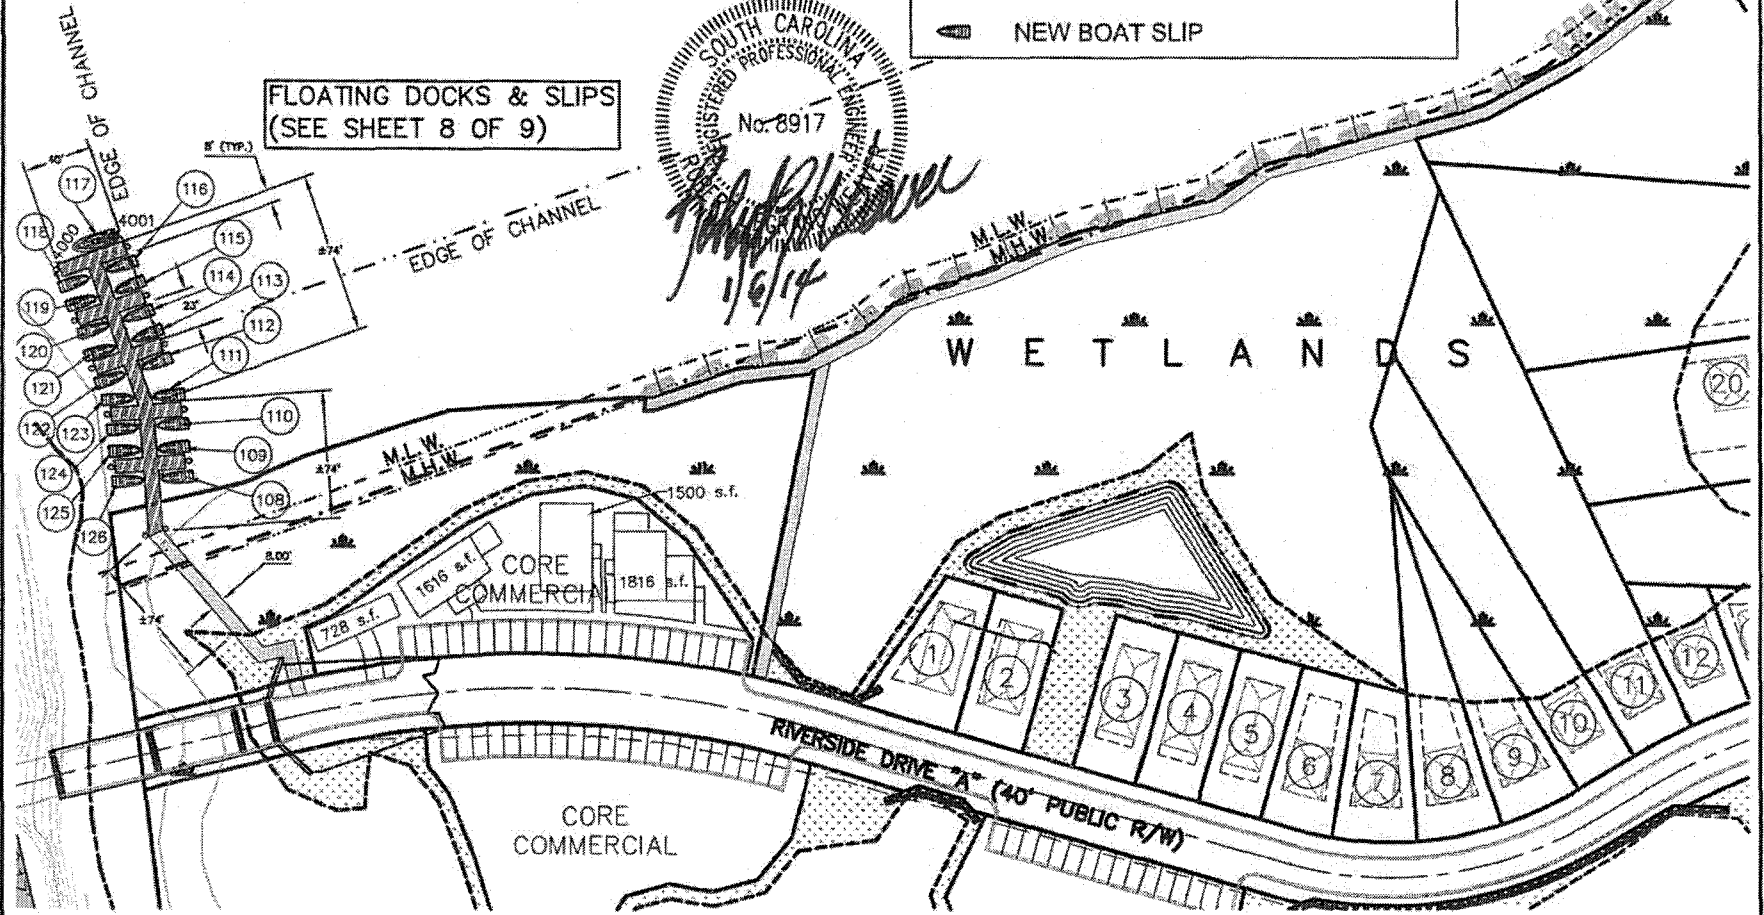 NEW BOAT SLIP
EDGE OF CHANNEL
FLOATING DOCKS & SLIPS
(SEE SHEET 8 OF 9)
SOUTH CAROLINA
REGISTERED PROFESSIONAL ENGINEER
No. 8917
WEAVER
1/6/14
8' (TYP.)
117
116
4001
4000
118
115
114
113
±74'
EDGE OF CHANNEL
119
23'
112
120
111
121
110
122
123
±74'
109
124
108
125
126
M.L.W.
M.H.W.
M.L.W.
M.H.W.
WETLANDS
20
1500 s.f.
8.00'
CORE
COMMERCIAL
1616 s.f.
1816 s.f.
728 s.f.
±74'
1
2
3
4
5
6
7
8
9
10
11
12
RIVERSIDE DRIVE "A" (40' PUBLIC R/W)
CORE
COMMERCIAL